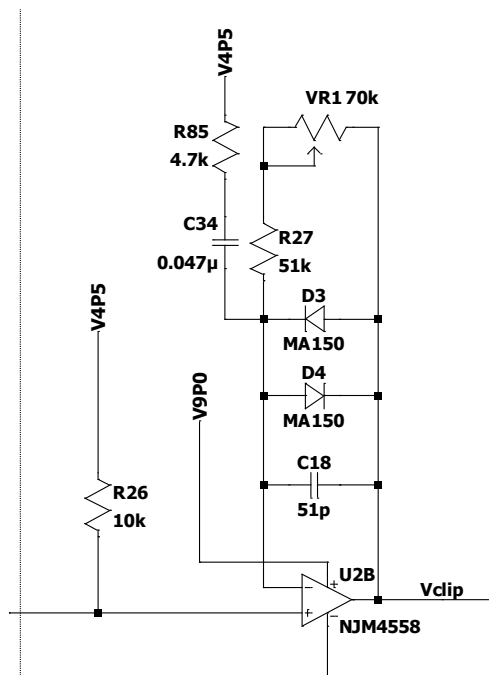 V4P5
VR1 70k
R85
4.7k
C34
0.047µ
R27
51k
V4P5
D3
MA150
D4
MA150
V9P0
C18
51p
R26
10k
U2B
Vclip
NJM4558